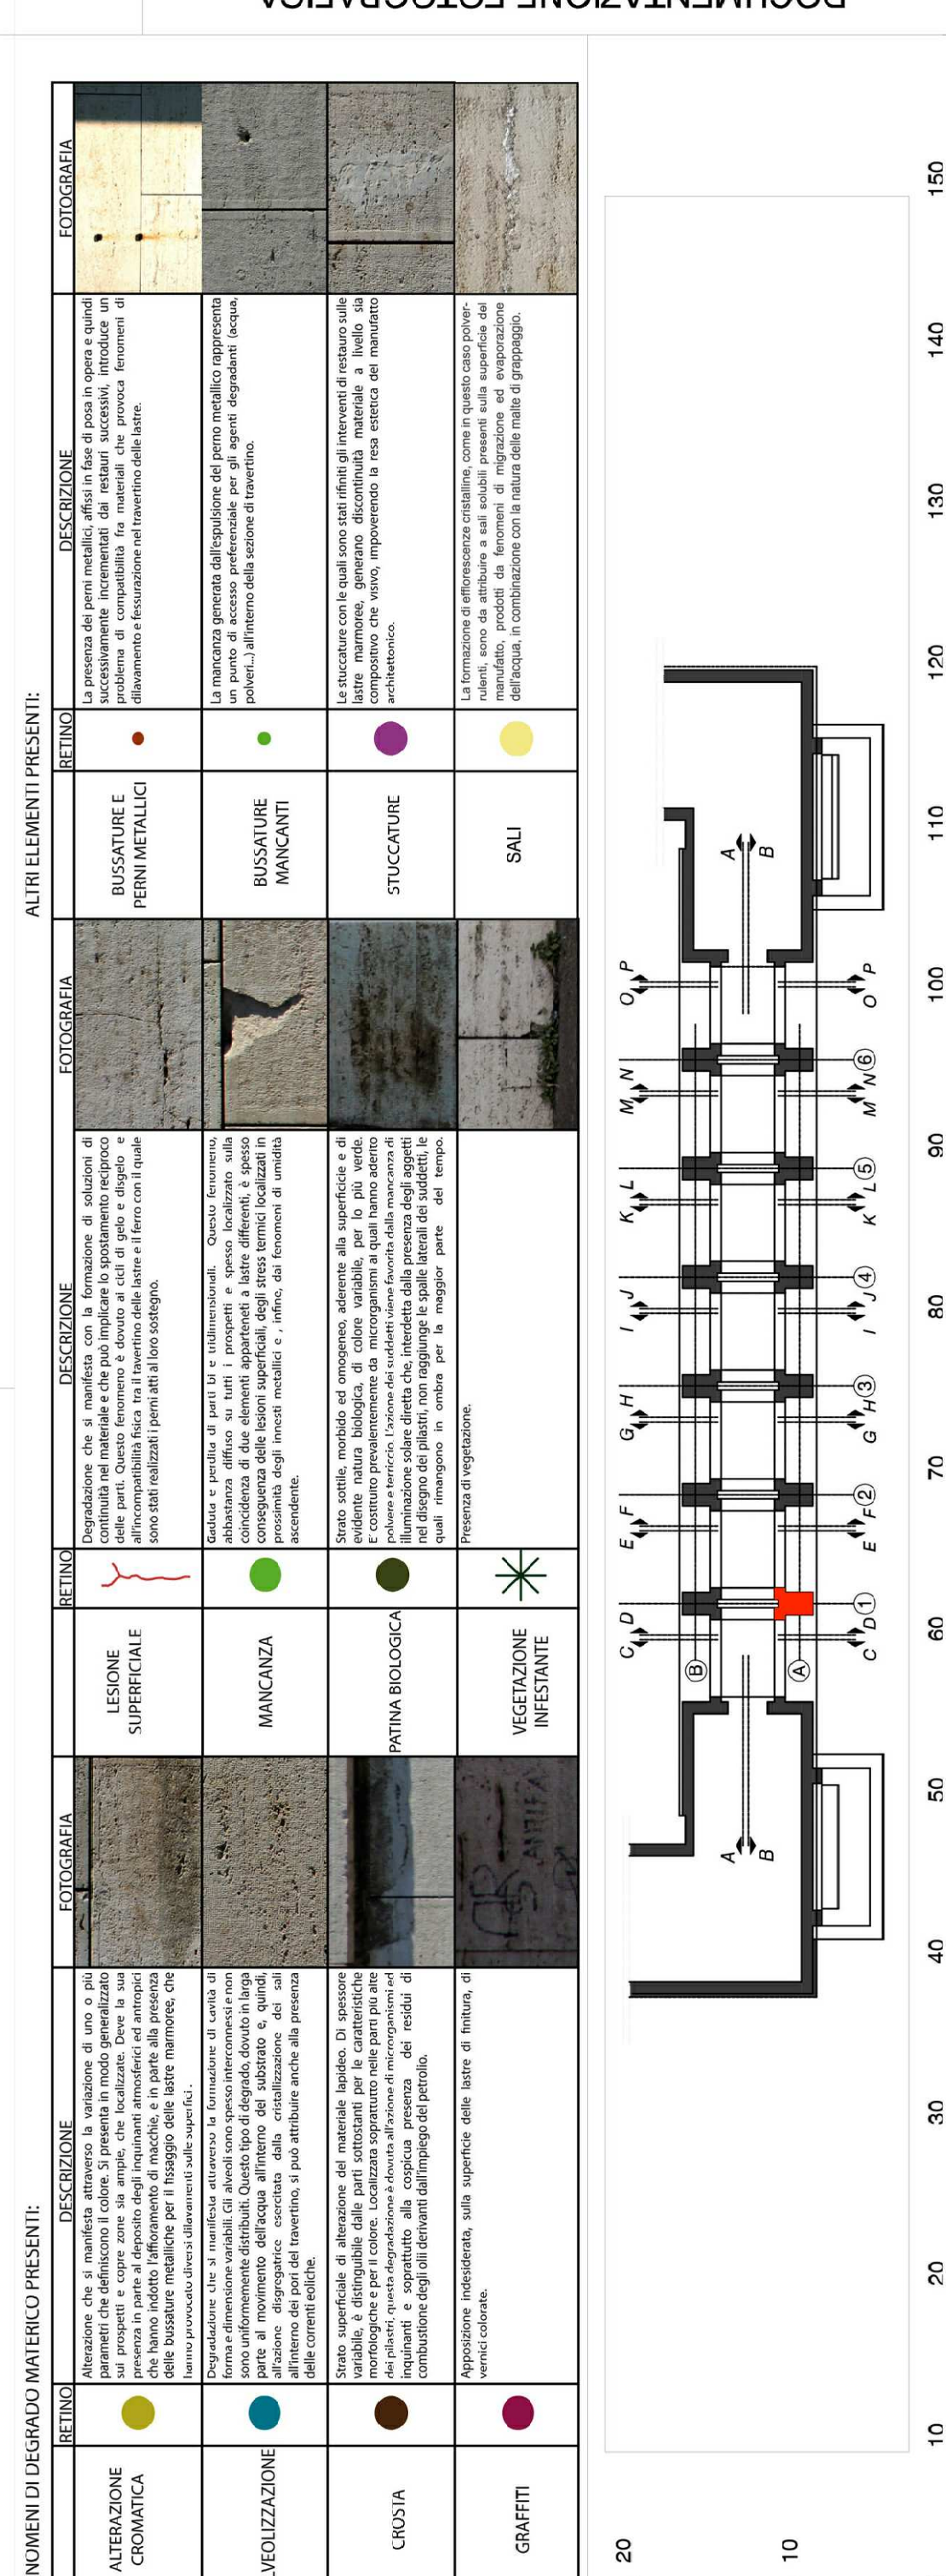 DOCUMENTAZIONE FOTOGRAFICA
NOMENI DI DEGRADO MATERICO PRESENTI:
RETINO
DESCRIZIONE
FOTOGRAFIA
ALTERAZIONE
CROMATICA
Alterazione che si manifesta attraverso la variazione di uno o più
parametri che definiscono il colore. Si presenta in modo generalizzato
sui prospetti e copre zone sia ampie, che localizzate. Deve la sua
presenza in parte al deposito degli inquinanti atmosferici ed antropici
che hanno indotto l'affioramento di macchie, e in parte alla presenza
delle bussature metalliche per il fissaggio delle lastre marmoree, che
hanno provocato diversi dilavamenti sulle superfici.
LVEOLIZZAZIONE
Degradazione che si manifesta attraverso la formazione di cavità di
forma e dimensione variabili. Gli alveoli sono spesso interconnessi e non
sono uniformemente distribuiti. Questo tipo di degrado, dovuto in larga
parte al movimento dell'acqua all'interno del substrato e, quindi,
all'azione disgregatrice esercitata dalla cristallizzazione dei sali
all'interno dei pori del travertino, si può attribuire anche alla presenza
delle correnti eoliche.
CROSTA
Strato superficiale di alterazione del materiale lapideo. Di spessore
variabile, è distinguibile dalle parti sottostanti per le caratteristiche
morfologiche e per il colore. Localizzata soprattutto nelle parti più alte
dei pilastri, questa degradazione è dovuta all'azione di microrganismi ed
inquinanti e soprattutto alla cospicua presenza dei residui di
combustione degli olii derivanti dall'impiego del petrolio.
GRAFFITI
Apposizione indesiderata, sulla superficie delle lastre di finitura, di
vernici colorate.
ANTIFA
RETINO
DESCRIZIONE
FOTOGRAFIA
LESIONE
SUPERFICIALE
Degradazione che si manifesta con la formazione di soluzioni di
continuità nel materiale e che può implicare lo spostamento reciproco
delle parti. Questo fenomeno è dovuto ai cicli di gelo e disgelo e
all'incompatibilità fisica tra il tavertino delle lastre e il ferro con il quale
sono stati realizzati i perni atti al loro sostegno.
MANCANZA
Caduta e perdita di parti bi e tridimensionali. Questo fenomeno,
abbastanza diffuso su tutti i prospetti e spesso localizzato sulla
coincidenza di due elementi apparteneti a lastre differenti, è spesso
conseguenza delle lesioni superficiali, degli stress termici localizzati in
prossimità degli innesti metallici e , infine, dai fenomeni di umidità
ascendente.
PATINA BIOLOGICA
Strato sottile, morbido ed omogeneo, aderente alla superficicie e di
evidente natura biologica, di colore variabile, per lo più verde.
E' costituito prevalentemente da microrganismi ai quali hanno aderito
polvere e terriccio. L'azione dei suddetti viene favorita dalla mancanza di
illuminazione solare diretta che, interdetta dalla presenza degli aggetti
nel disegno dei pilastri, non raggiunge le spalle laterali dei suddetti, le
quali rimangono in ombra per la maggior parte del tempo.
VEGETAZIONE
INFESTANTE
Presenza di vegetazione.
ALTRI ELEMENTI PRESENTI:
RETINO
DESCRIZIONE
FOTOGRAFIA
BUSSATURE E
PERNI METALLICI
La presenza dei perni metallici, affissi in fase di posa in opera e quindi
successivamente incrementati dai restauri successivi, introduce un
problema di compatibilità fra materiali che provoca fenomeni di
dilavamento e fessurazione nel travertino delle lastre.
BUSSATURE
MANCANTI
La mancanza generata dall'espulsione del perno metallico rappresenta
un punto di accesso preferenziale per gli agenti degradanti (acqua,
polveri...) all'interno della sezione di travertino.
STUCCATURE
Le stuccature con le quali sono stati rifiniti gli interventi di restauro sulle
lastre marmoree, generano discontinuità materiale a livello sia
compositivo che visivo, impoverendo la resa estetica del manufatto
architettonico.
SALI
La formazione di efflorescenze cristalline, come in questo caso polver-
rulenti, sono da attribuire a sali solubili presenti sulla superficie del
manufatto, prodotti da fenomeni di migrazione ed evaporazione
dell'acqua, in combinazione con la natura delle malte di grappaggio.
C D E F G H I J K L M N O P
B
A
B
A
A
B
C D 1 E F 2 G H 3 I J 4 K L 5 M N 6 O P
20
10
10 20 30 40 50 60 70 80 90 100 110 120 130 140 150